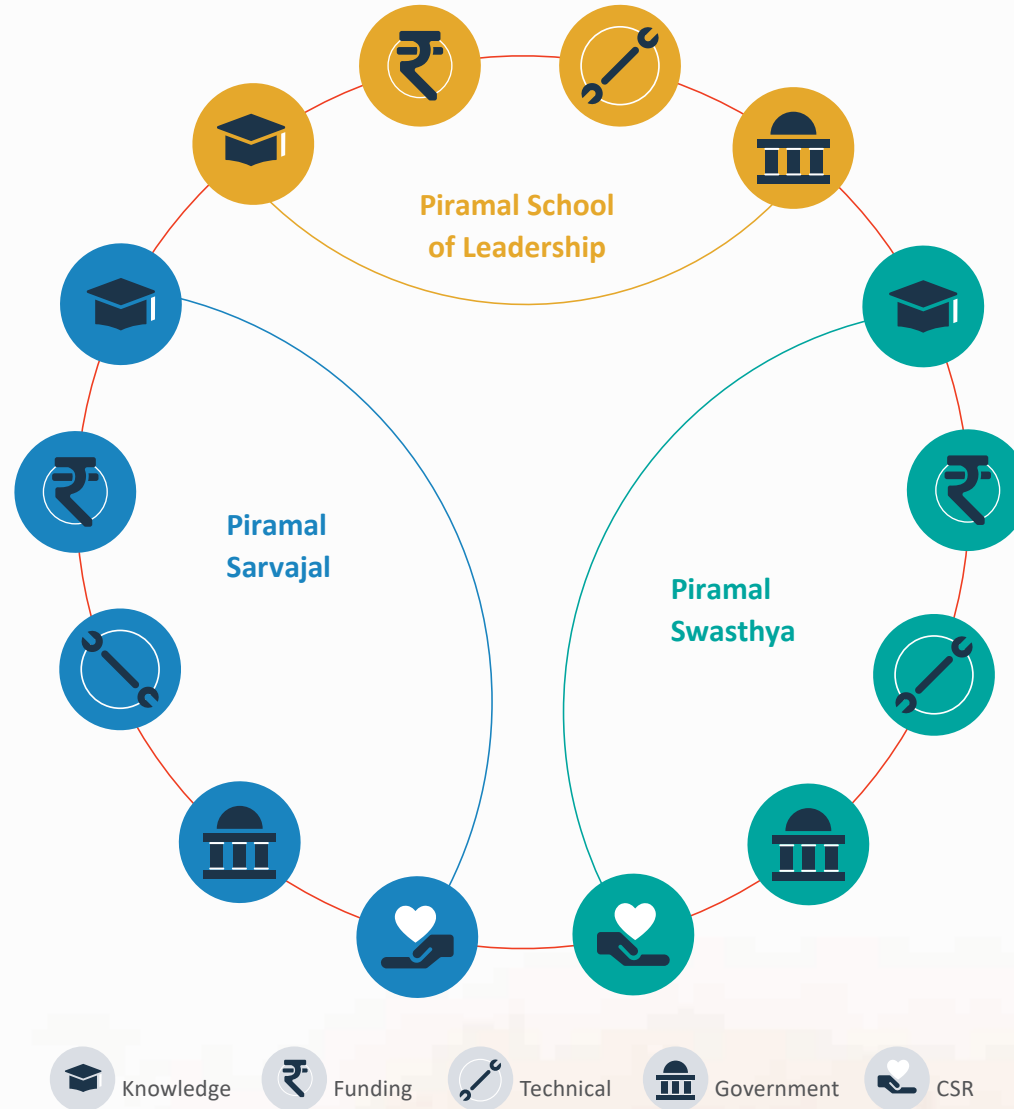 Piramal School
of Leadership
Piramal
Sarvajal
Piramal
Swasthya
Knowledge
Funding
Technical
Government
CSR